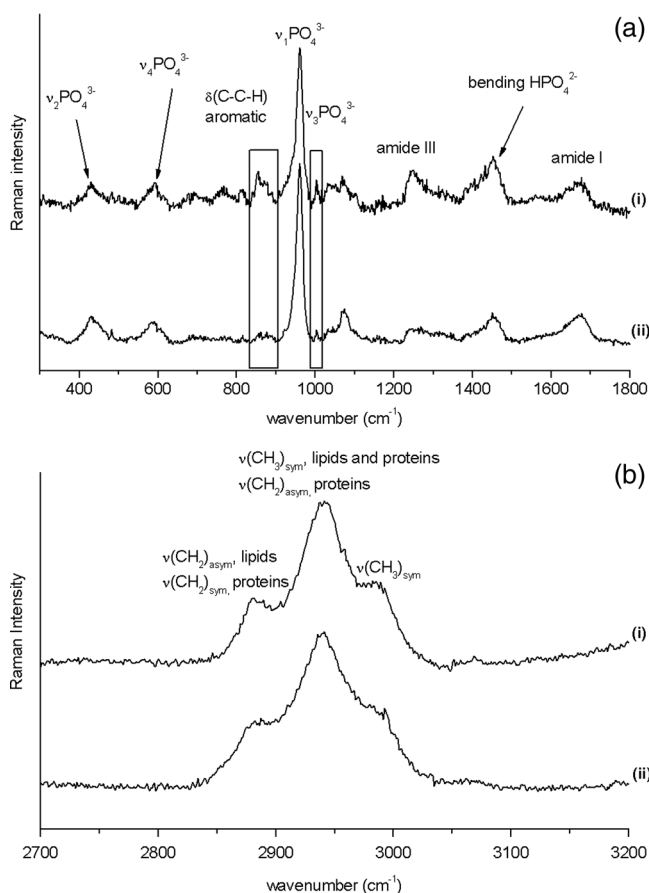 (a)
ν₁PO₄³⁻
ν₄PO₄³⁻
ν₂PO₄³⁻
δ(C-C-H)
aromatic
ν₃PO₄³⁻
bending HPO₄²⁻
amide III
amide I
Raman intensity
(i)
(ii)
400 600 800 1000 1200 1400 1600 1800
wavenumber (cm⁻¹)
(b)
ν(CH₃)sym, lipids and proteins
ν(CH₂)asym, proteins
ν(CH₂)asym, lipids
ν(CH₂)sym, proteins
ν(CH₃)sym
Raman Intensity
(i)
(ii)
2700 2800 2900 3000 3100 3200
wavenumber (cm⁻¹)